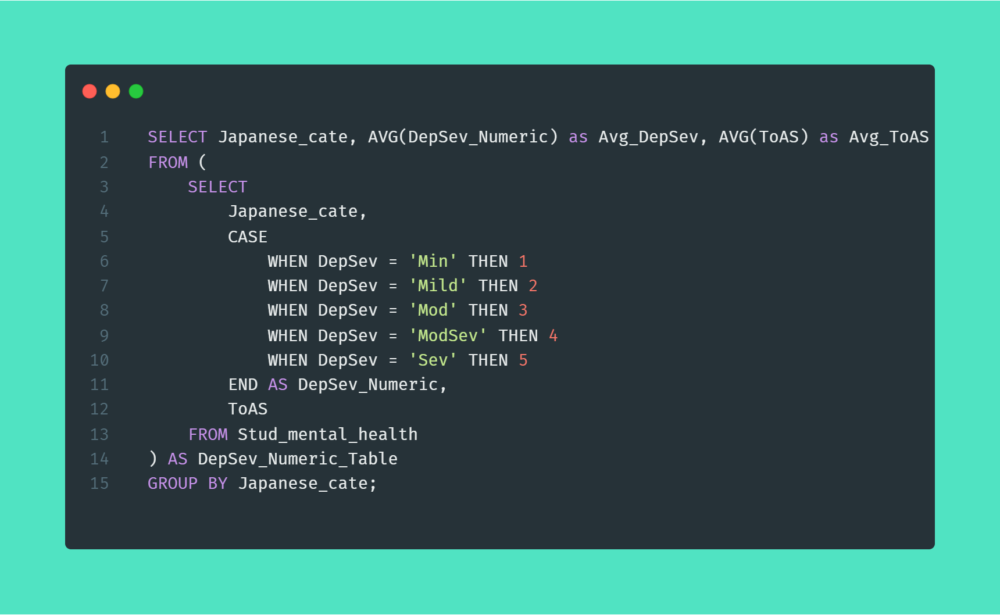 1 SELECT Japanese_cate, AVG(DepSev_Numeric) as Avg_DepSev, AVG(ToAS) as Avg_ToAS
2 FROM (
3     SELECT
4         Japanese_cate,
5         CASE
6             WHEN DepSev = 'Min' THEN 1
7             WHEN DepSev = 'Mild' THEN 2
8             WHEN DepSev = 'Mod' THEN 3
9             WHEN DepSev = 'ModSev' THEN 4
10             WHEN DepSev = 'Sev' THEN 5
11         END AS DepSev_Numeric,
12         ToAS
13     FROM Stud_mental_health
14 ) AS DepSev_Numeric_Table
15 GROUP BY Japanese_cate;